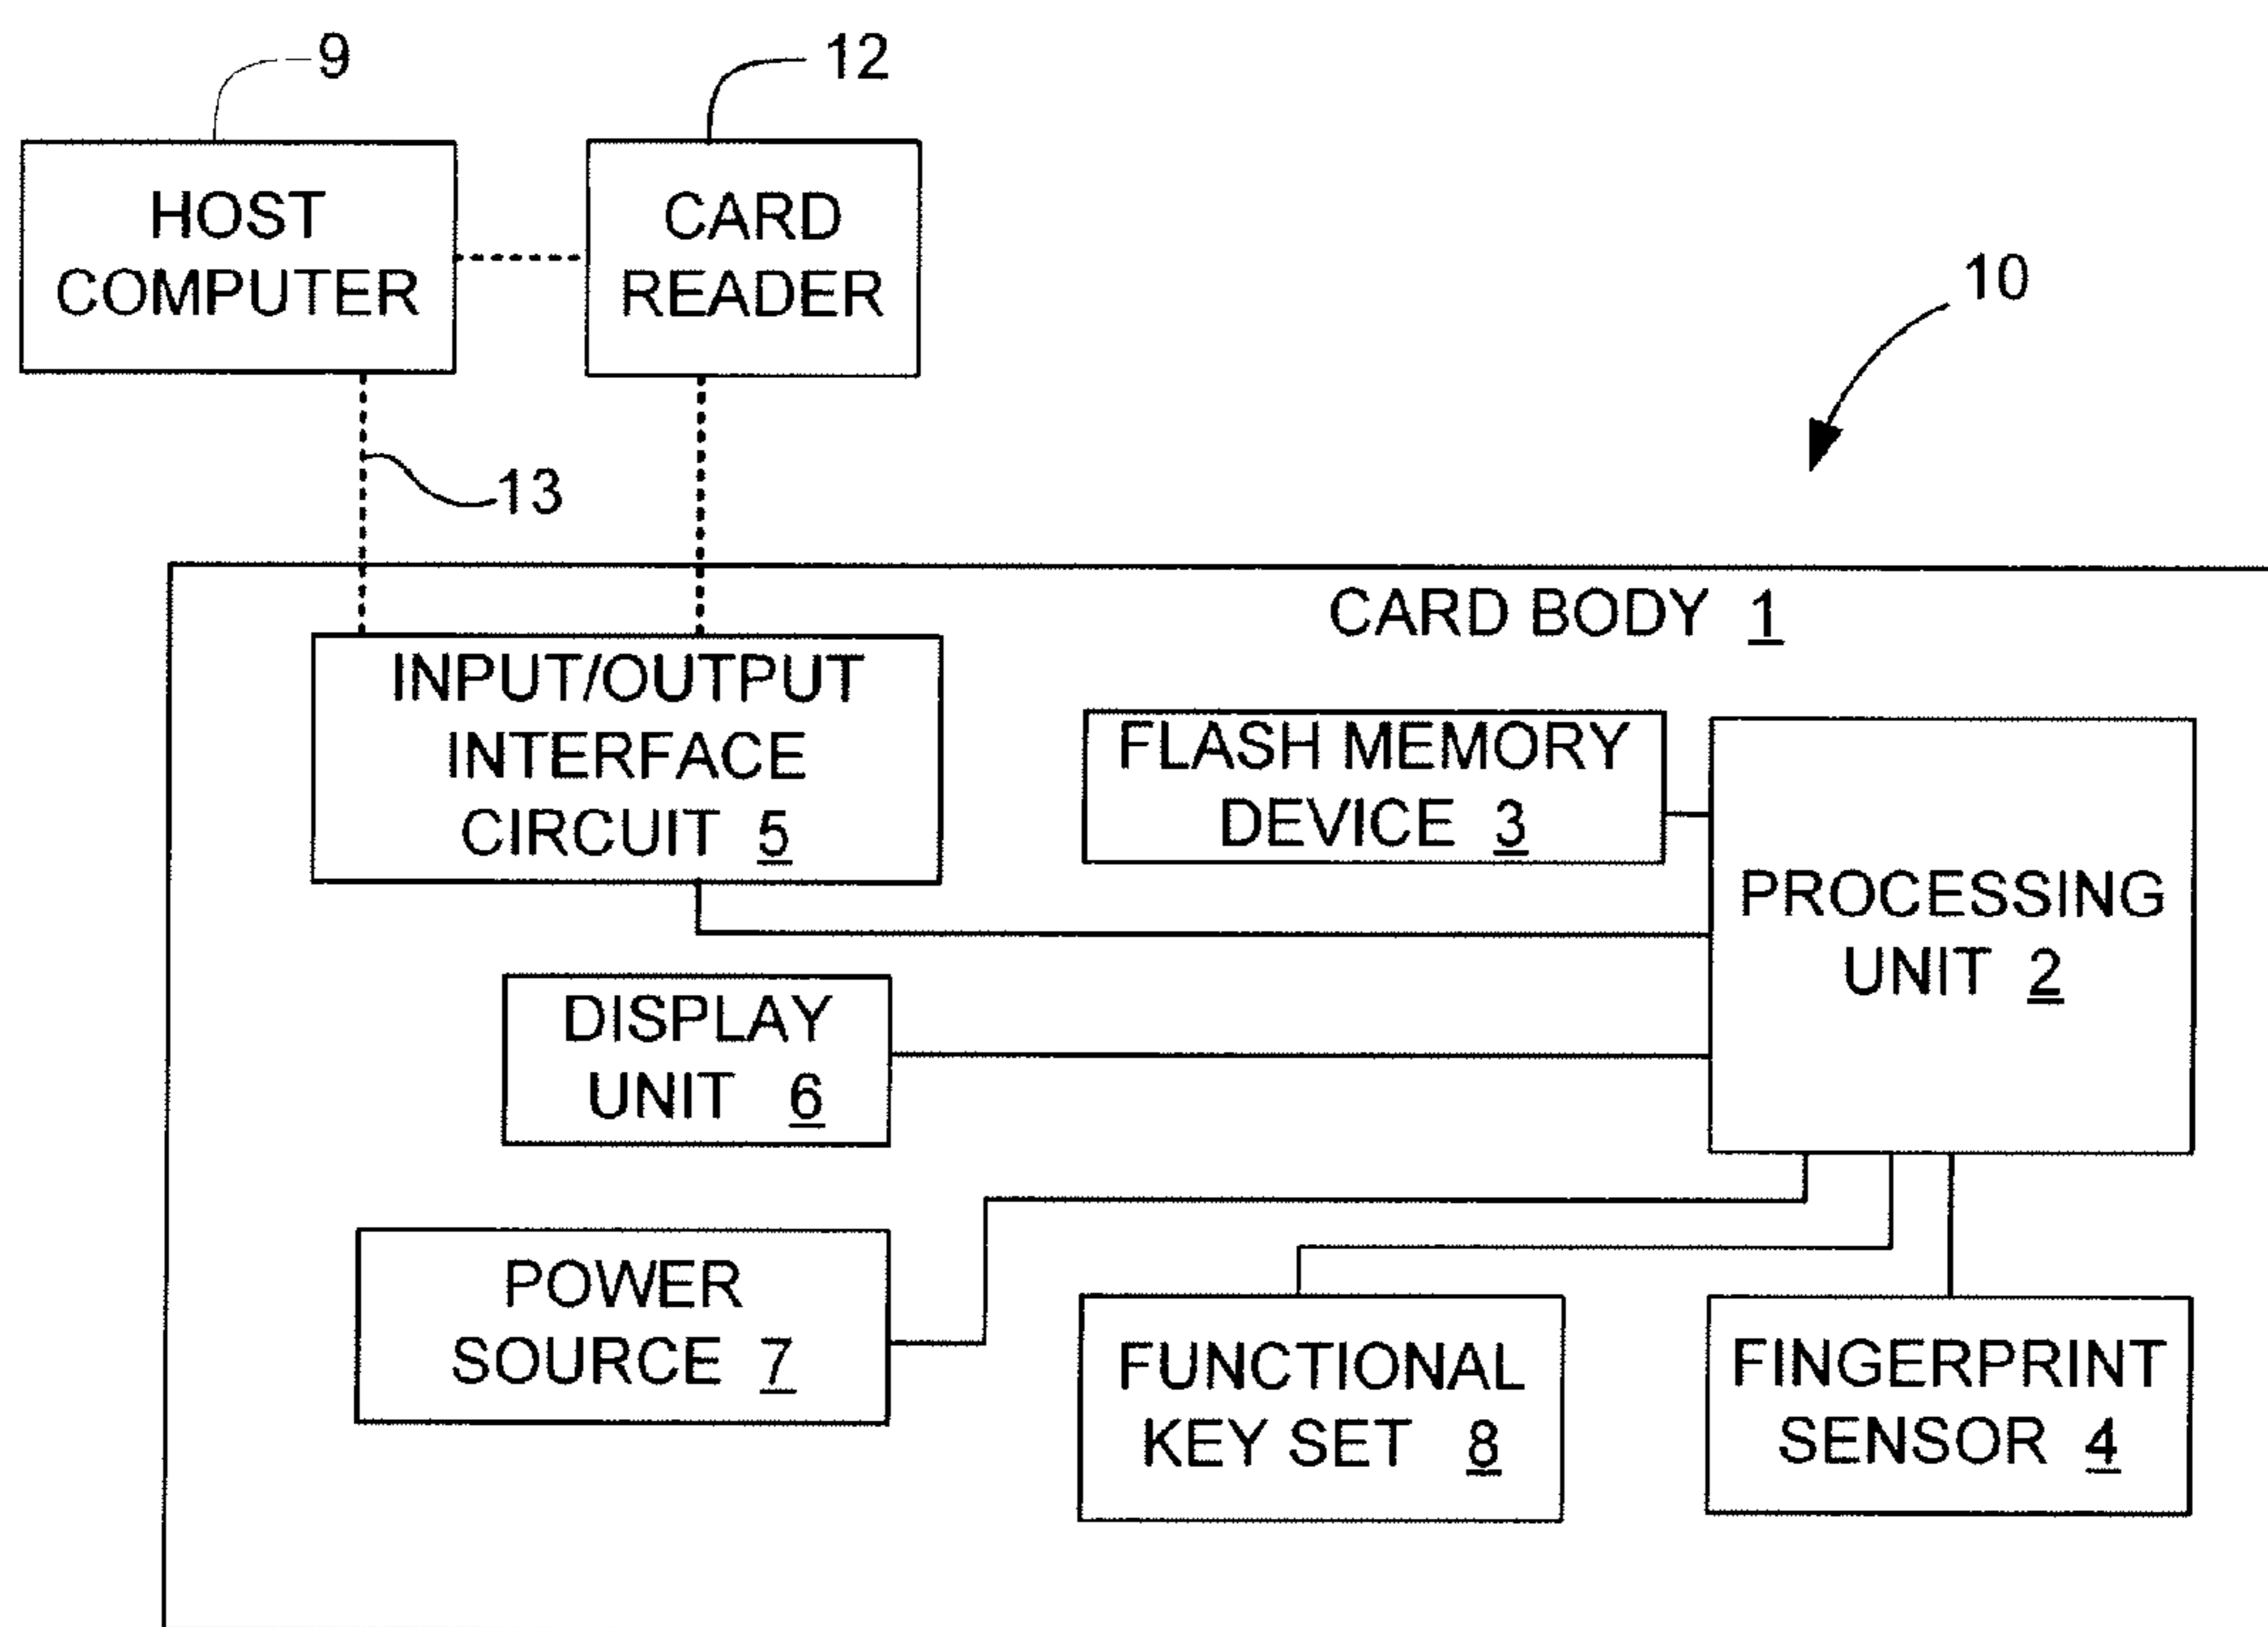 9
12
HOST
COMPUTER
CARD
READER
10
13
CARD BODY 1
INPUT/OUTPUT
INTERFACE
CIRCUIT 5
FLASH MEMORY
DEVICE 3
PROCESSING
UNIT 2
DISPLAY
UNIT 6
POWER
SOURCE 7
FUNCTIONAL
KEY SET 8
FINGERPRINT
SENSOR 4